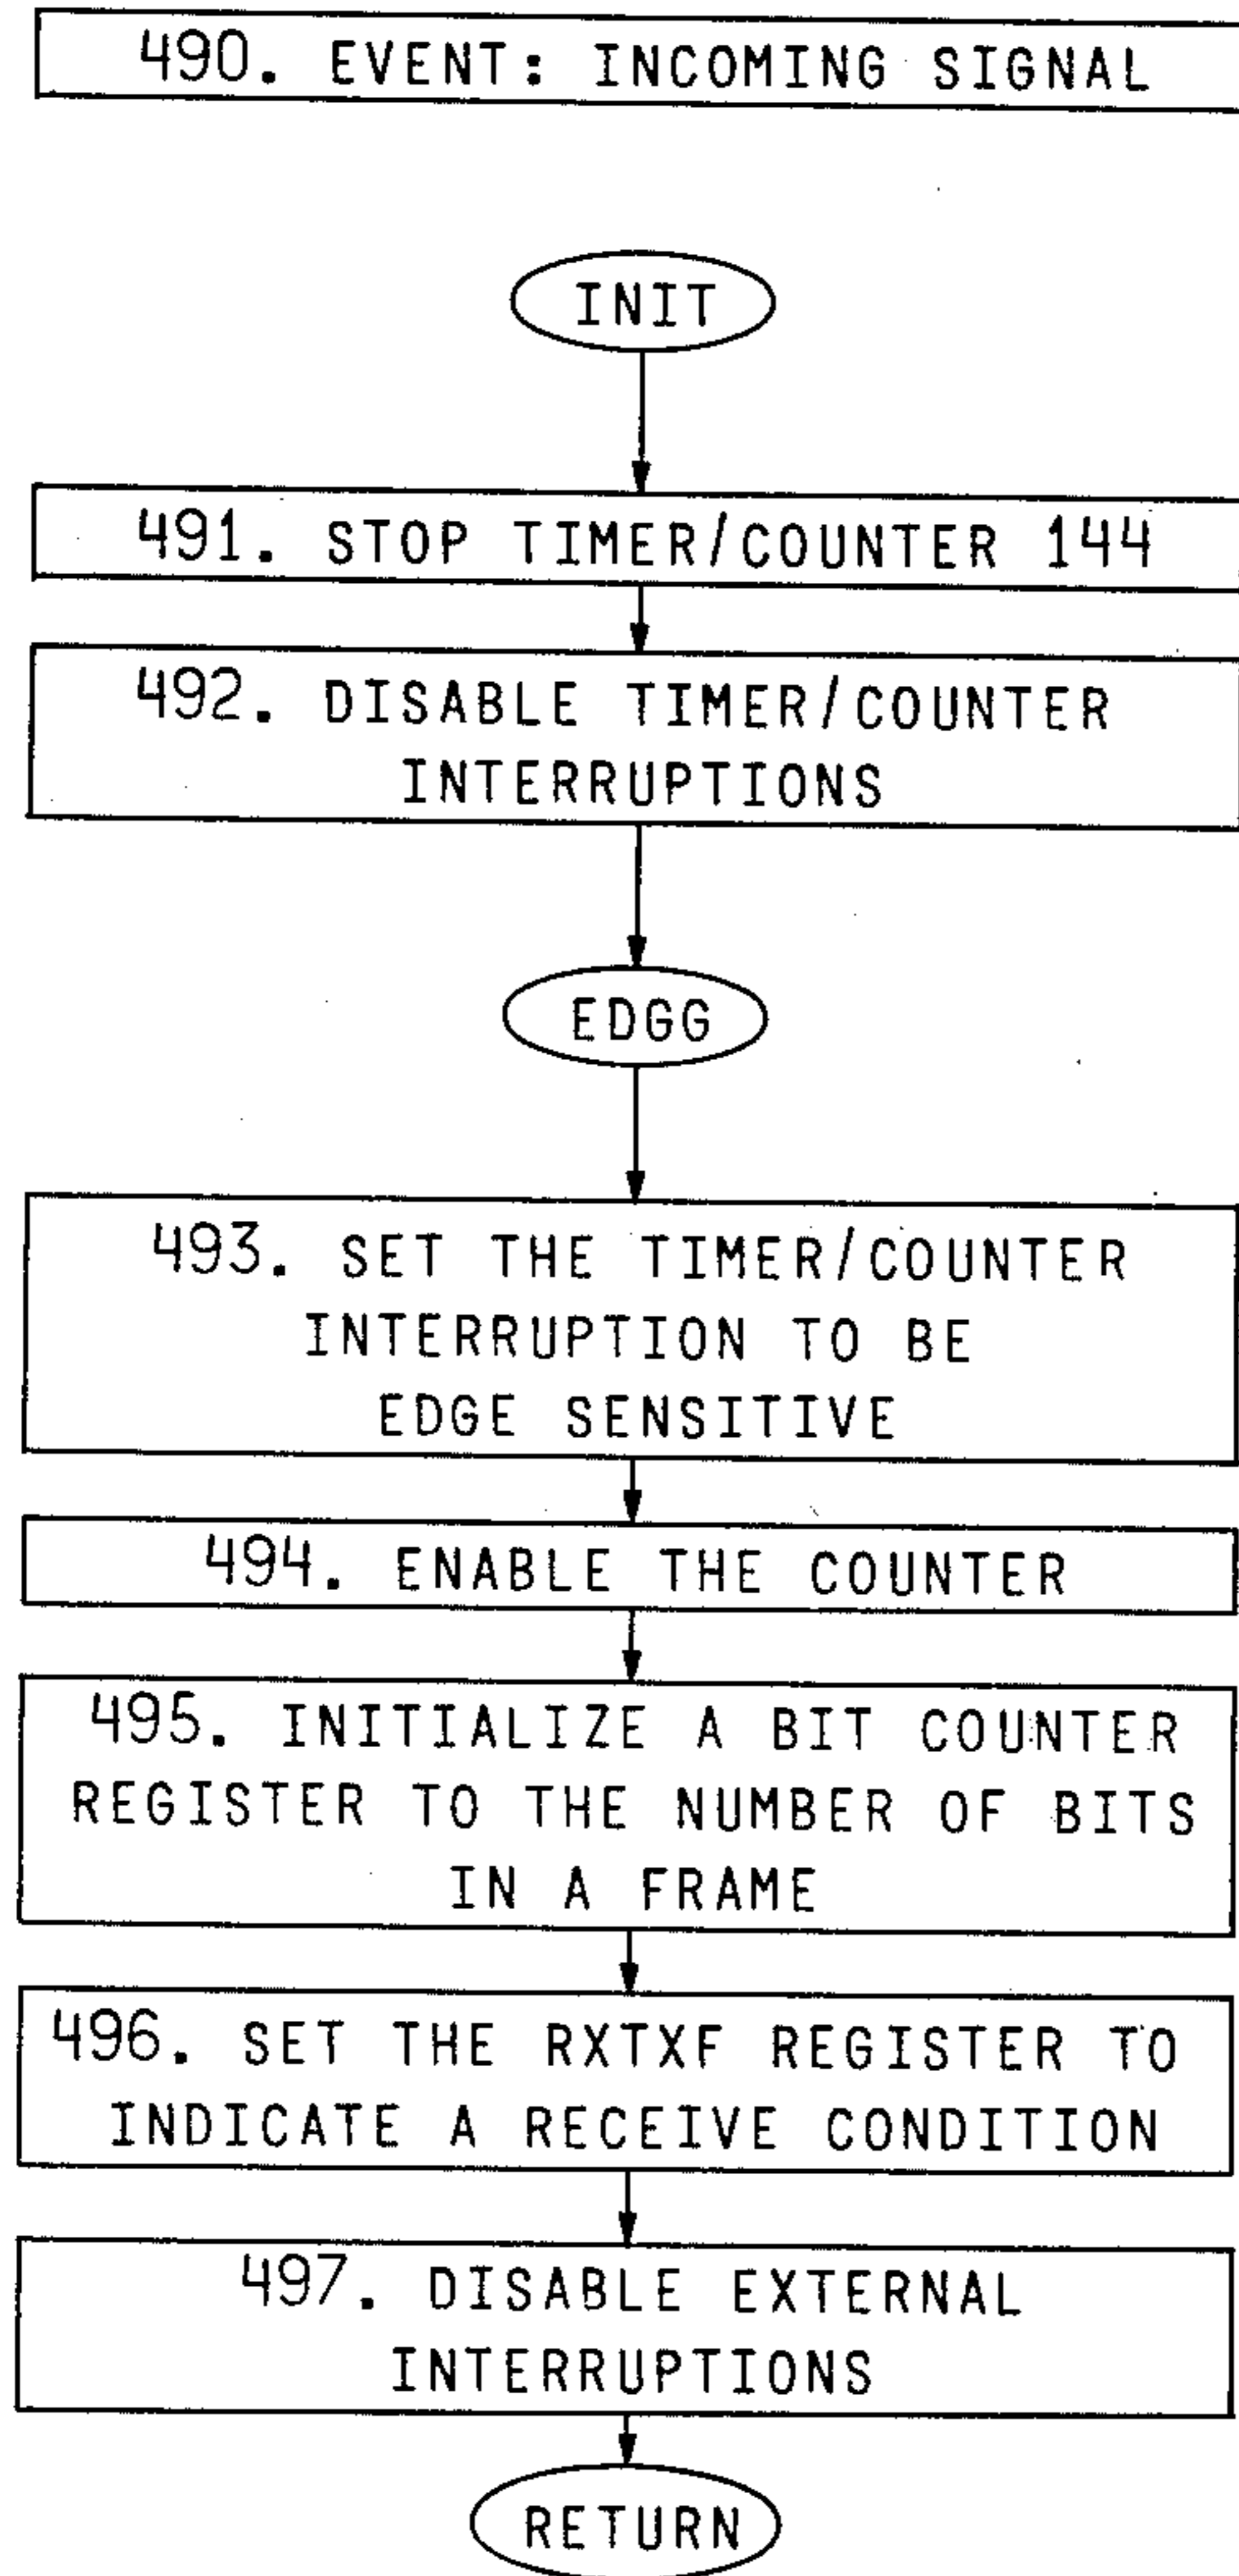 490. EVENT: INCOMING SIGNAL
INIT
491. STOP TIMER/COUNTER 144
492. DISABLE TIMER/COUNTER
INTERRUPTIONS
EDGG
493. SET THE TIMER/COUNTER
INTERRUPTION TO BE
EDGE SENSITIVE
494. ENABLE THE COUNTER
495. INITIALIZE A BIT COUNTER
REGISTER TO THE NUMBER OF BITS
IN A FRAME
496. SET THE RXTXF REGISTER TO
INDICATE A RECEIVE CONDITION
497. DISABLE EXTERNAL
INTERRUPTIONS
RETURN